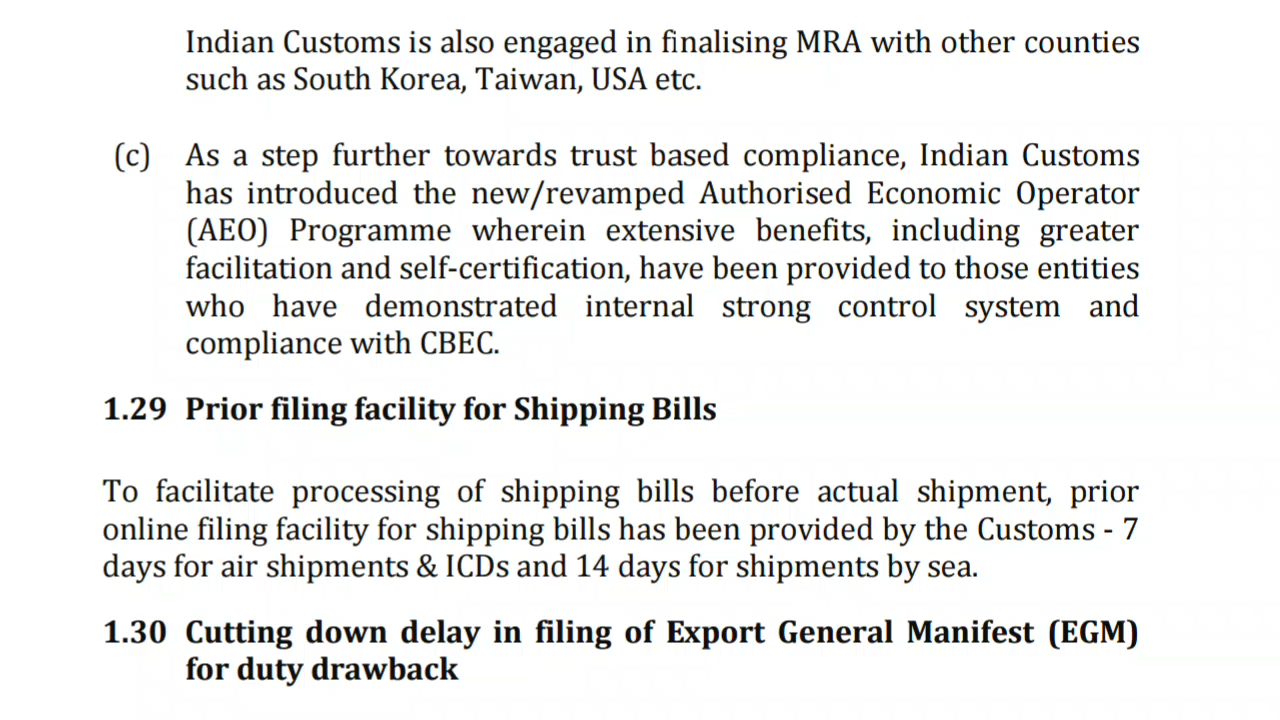 Indian Customs is also engaged in finalising MRA with other counties
such as South Korea, Taiwan, USA etc.
(c) As a step further towards trust based compliance, Indian Customs
has introduced the new/revamped Authorised Economic Operator
(AEO) Programme wherein extensive benefits, including greater
facilitation and self-certification, have been provided to those entities
who have demonstrated internal strong control system and
compliance with CBEC.
1.29 Prior filing facility for Shipping Bills
To facilitate processing of shipping bills before actual shipment, prior
online filing facility for shipping bills has been provided by the Customs - 7
days for air shipments & ICDs and 14 days for shipments by sea.
1.30 Cutting down delay in filing of Export General Manifest (EGM)
for duty drawback